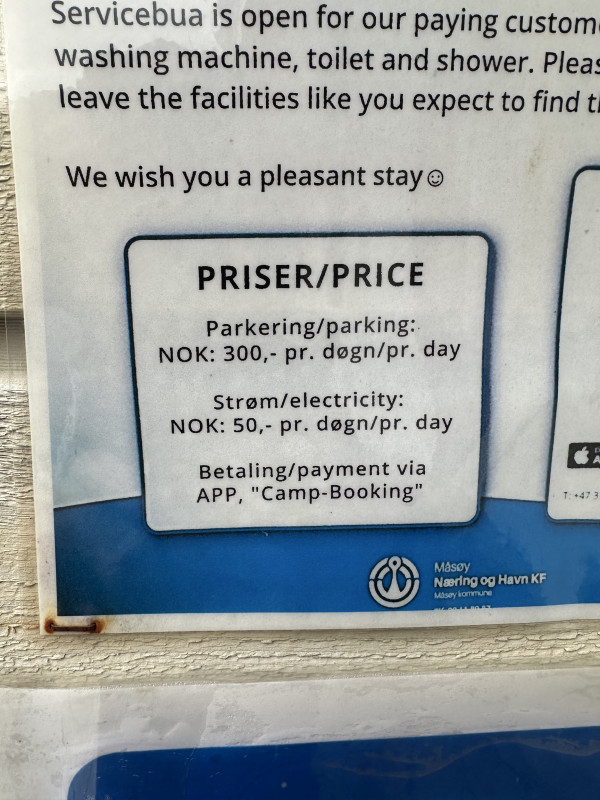 Servicebua is open for our paying
washing machine, toilet and shower.
leave the facilities like you expect to find
We wish you a pleasant stay☺
PRISER/PRICE
Parkering/parking:
NOK: 300,- pr. døgn/pr. day
Strøm/electricity:
NOK: 50,- pr. døgn/pr. day
Betaling/payment via
APP, "Camp-Booking"
T: +47 3
Måsøy
Næring og Havn KF
Måsøy kommune